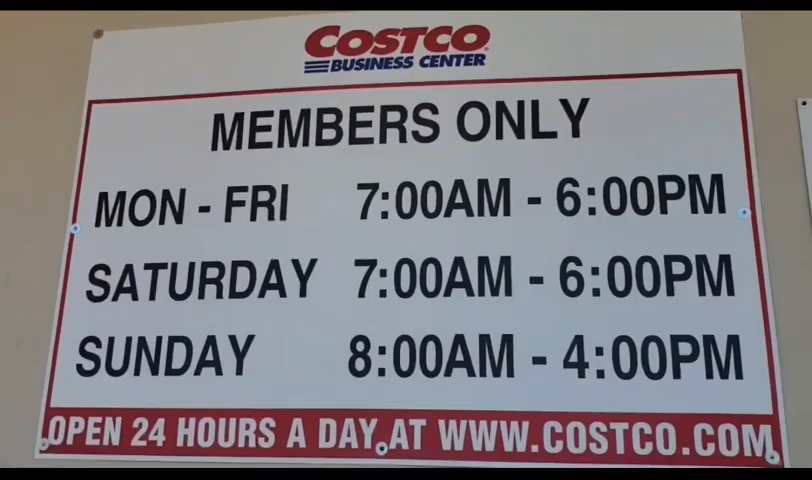 COSTCO
BUSINESS CENTER
MEMBERS ONLY
MON - FRI 7:00AM - 6:00PM
SATURDAY 7:00AM - 6:00PM
SUNDAY 8:00AM - 4:00PM
OPEN 24 HOURS A DAY AT WWW.COSTCO.COM